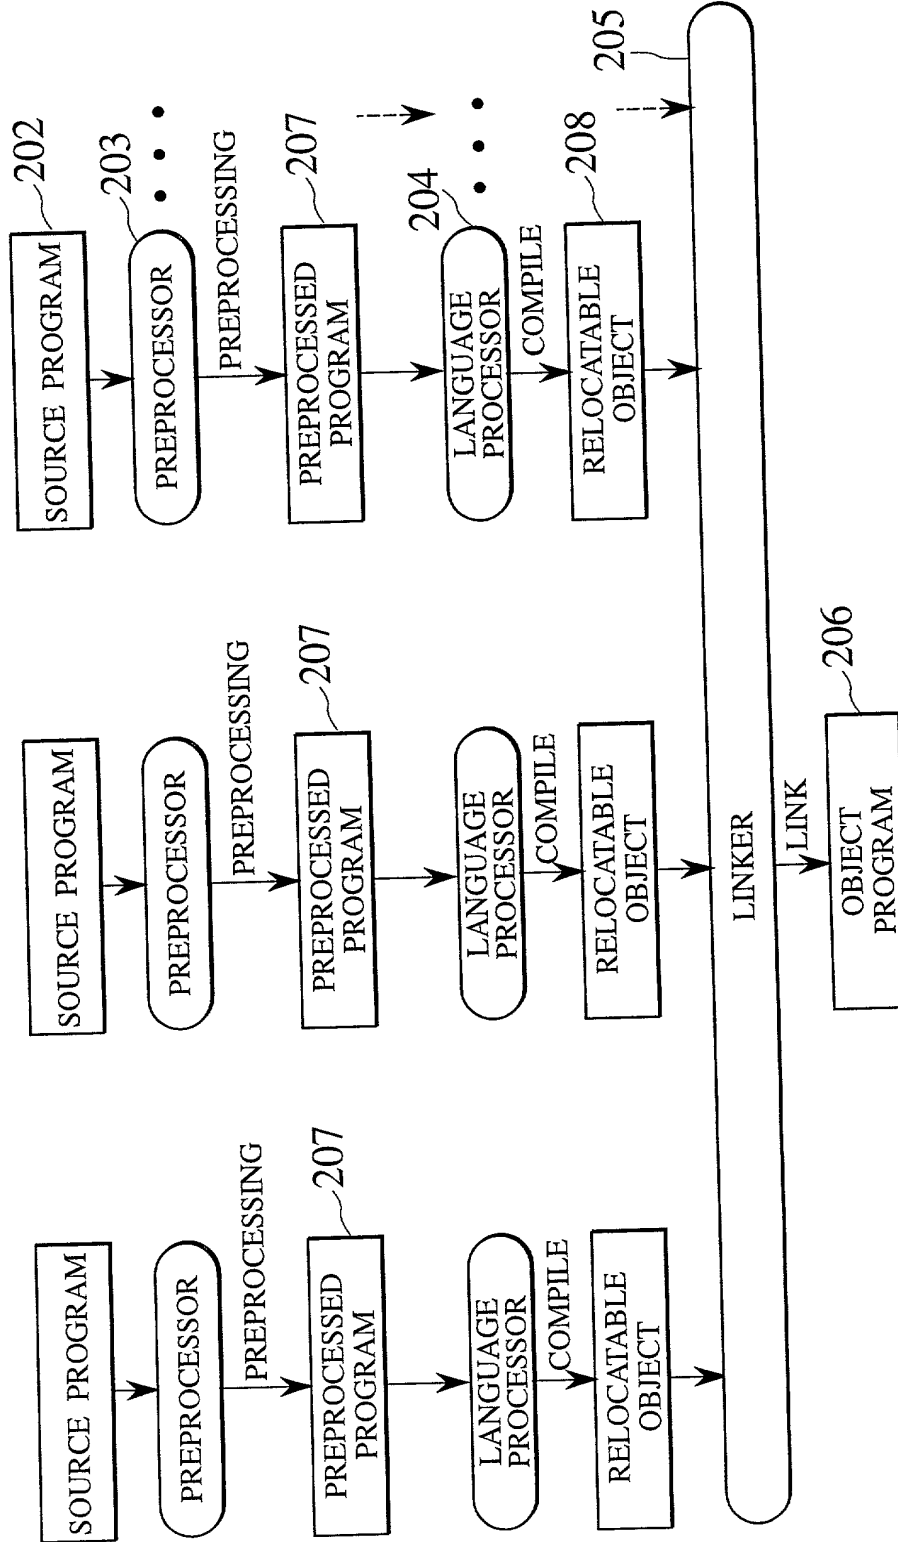 SOURCE PROGRAM
SOURCE PROGRAM
SOURCE PROGRAM
202
PREPROCESSOR
PREPROCESSOR
PREPROCESSOR
203
PREPROCESSING
PREPROCESSING
PREPROCESSING
PREPROCESSED
PROGRAM
207
PREPROCESSED
PROGRAM
207
PREPROCESSED
PROGRAM
207
LANGUAGE
PROCESSOR
LANGUAGE
PROCESSOR
LANGUAGE
PROCESSOR
204
COMPILE
COMPILE
COMPILE
RELOCATABLE
OBJECT
RELOCATABLE
OBJECT
RELOCATABLE
OBJECT
208
205
LINKER
LINK
OBJECT
PROGRAM
206